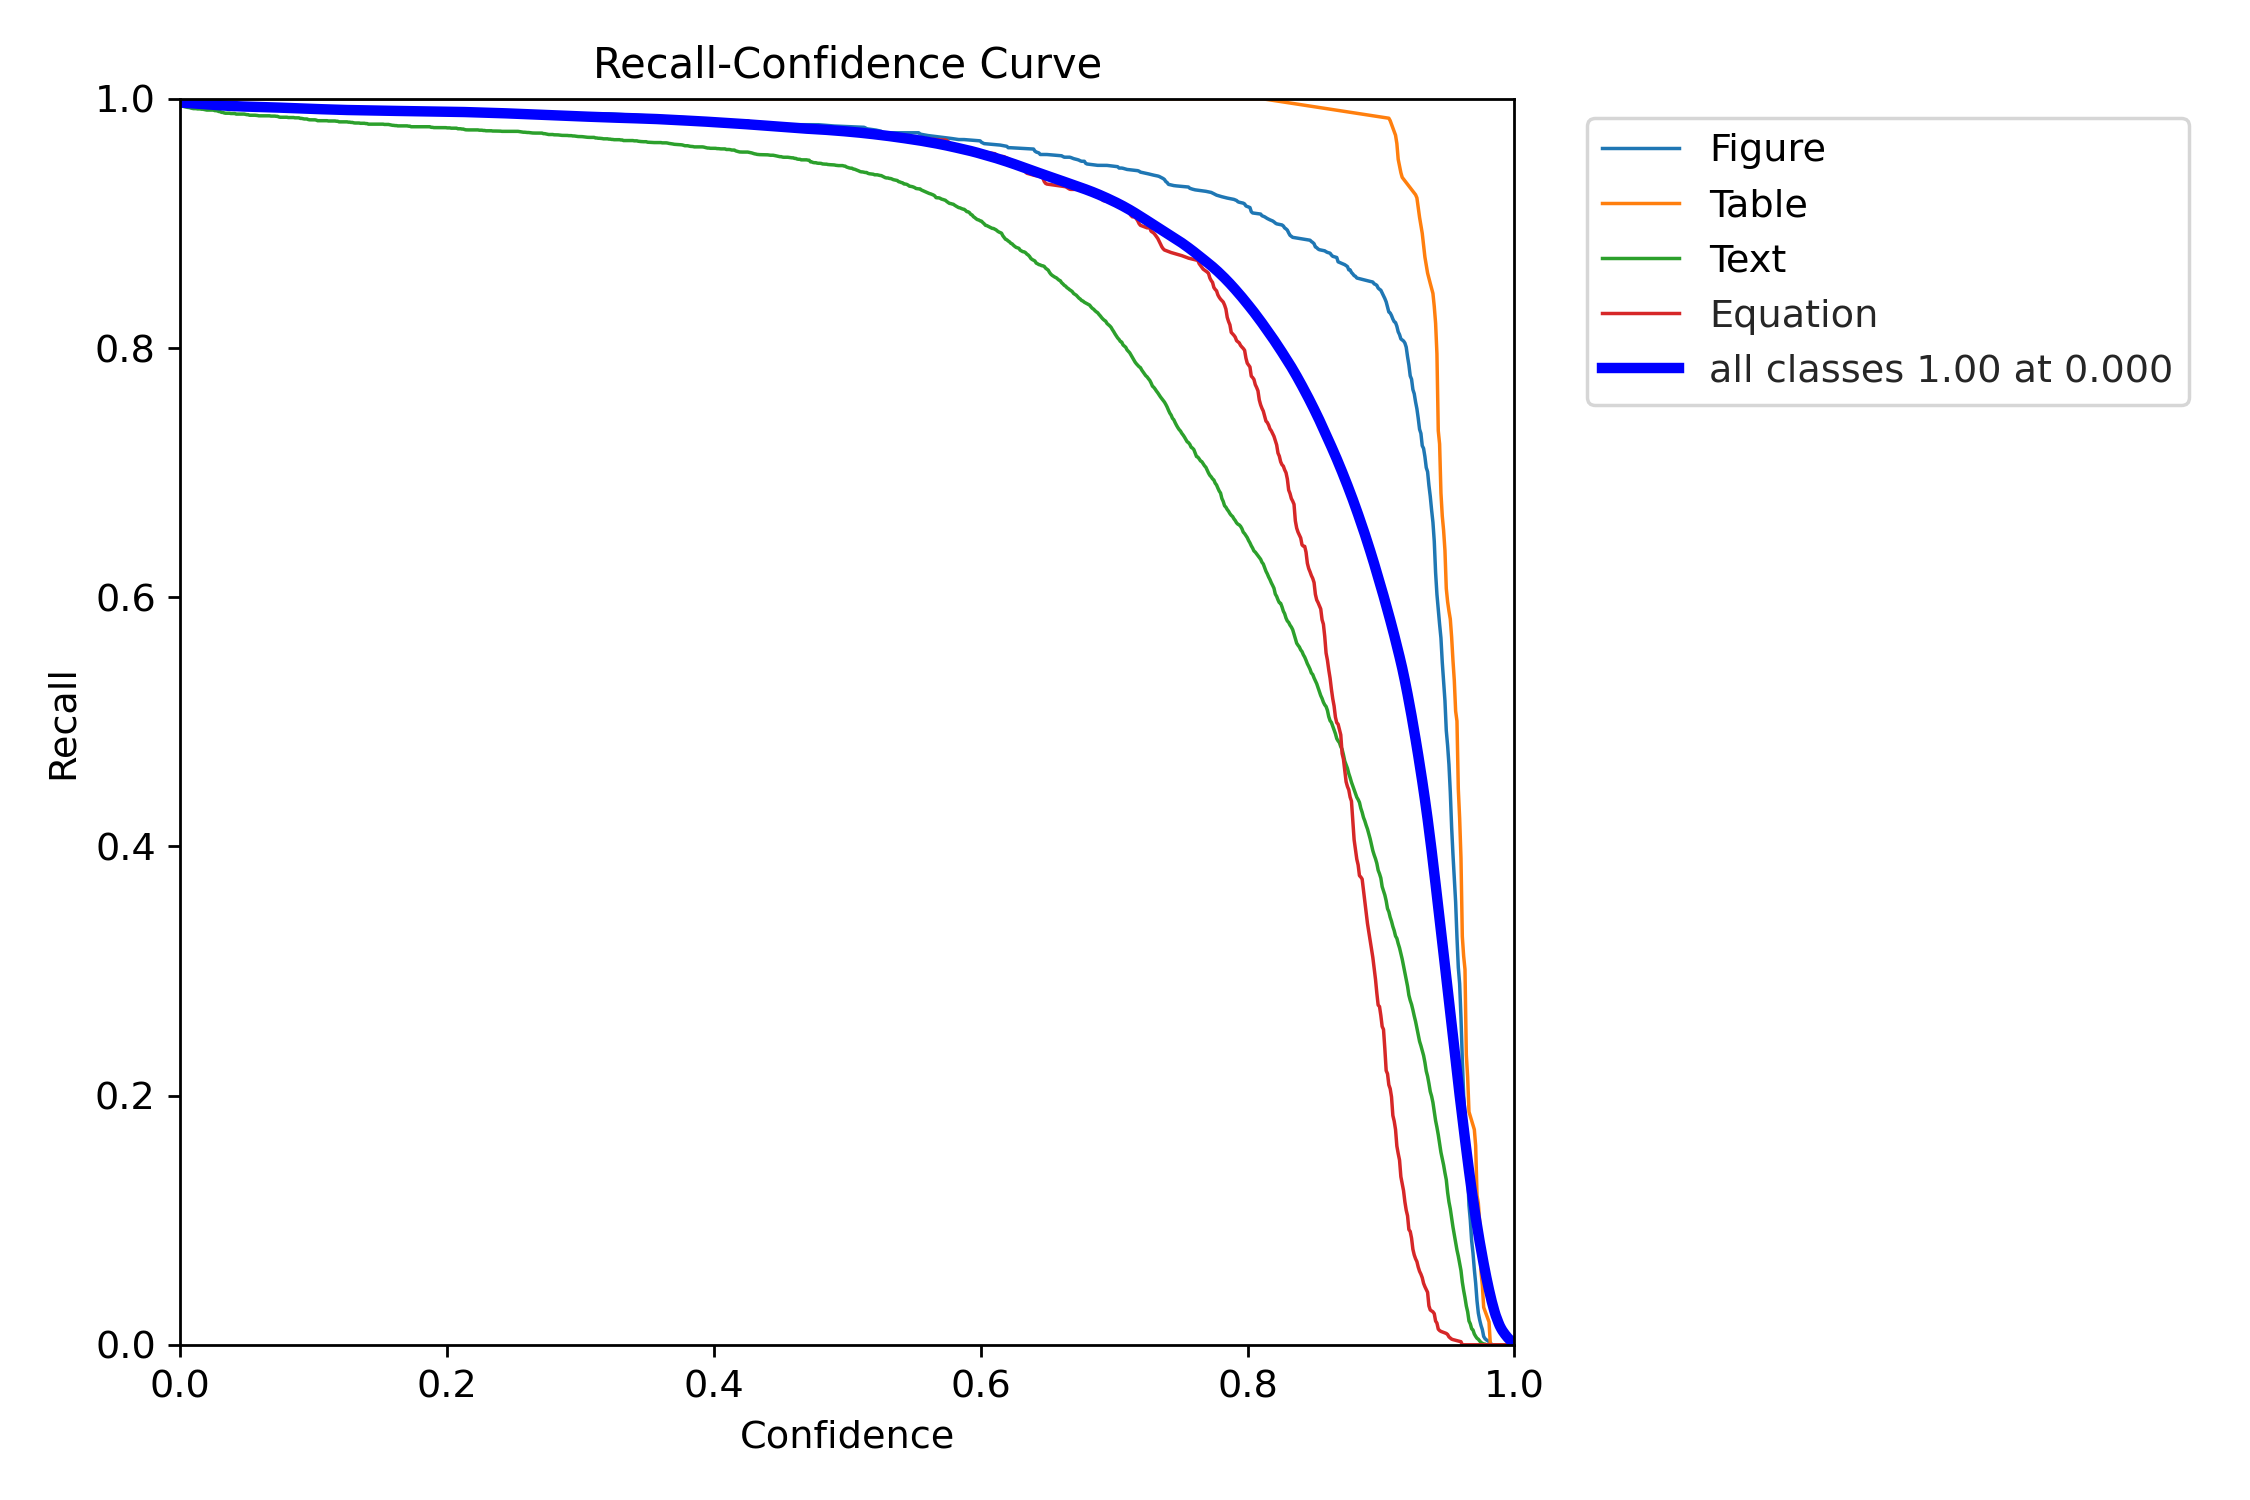 Recall-Confidence Curve
1.0
0.8
0.6
0.4
0.2
0.0
Recall
0.0 0.2 0.4 0.6 0.8 1.0
Confidence
Figure
Table
Text
Equation
all classes 1.00 at 0.000